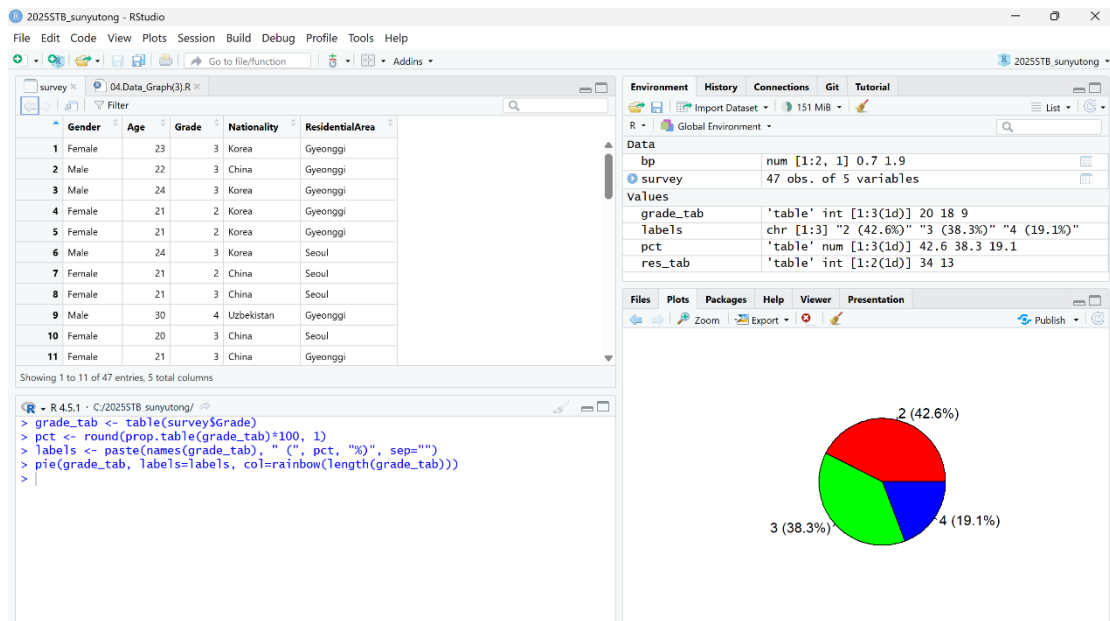 2025STB_sunyutong - RStudio
File Edit Code View Plots Session Build Debug Profile Tools Help
Go to file/function Addins 2025STB_sunyutong
survey 04.Data_Graph(3).R
Filter
Gender Age Grade Nationality ResidentialArea
1 Female 23 3 Korea Gyeonggi
2 Male 22 3 China Gyeonggi
3 Male 24 3 Korea Gyeonggi
4 Female 21 2 Korea Gyeonggi
5 Female 21 2 Korea Gyeonggi
6 Male 24 3 Korea Seoul
7 Female 21 2 China Seoul
8 Female 21 3 China Seoul
9 Male 30 4 Uzbekistan Gyeonggi
10 Female 20 3 China Seoul
11 Female 21 3 China Gyeonggi
Showing 1 to 11 of 47 entries, 5 total columns
R 4.5.1 · C:/2025STB_sunyutong/
> grade_tab <- table(survey$Grade)
> pct <- round(prop.table(grade_tab)*100, 1)
> labels <- paste(names(grade_tab), " (", pct, "%)", sep="")
> pie(grade_tab, labels=labels, col=rainbow(length(grade_tab)))
>
Environment History Connections Git Tutorial
Import Dataset 151 MiB List
R Global Environment
Data
bp num [1:2, 1] 0.7 1.9
survey 47 obs. of 5 variables
Values
grade_tab 'table' int [1:3(1d)] 20 18 9
labels chr [1:3] "2 (42.6%)" "3 (38.3%)" "4 (19.1%)"
pct 'table' num [1:3(1d)] 42.6 38.3 19.1
res_tab 'table' int [1:2(1d)] 34 13
Files Plots Packages Help Viewer Presentation
Zoom Export Publish
2 (42.6%)
3 (38.3%)
4 (19.1%)